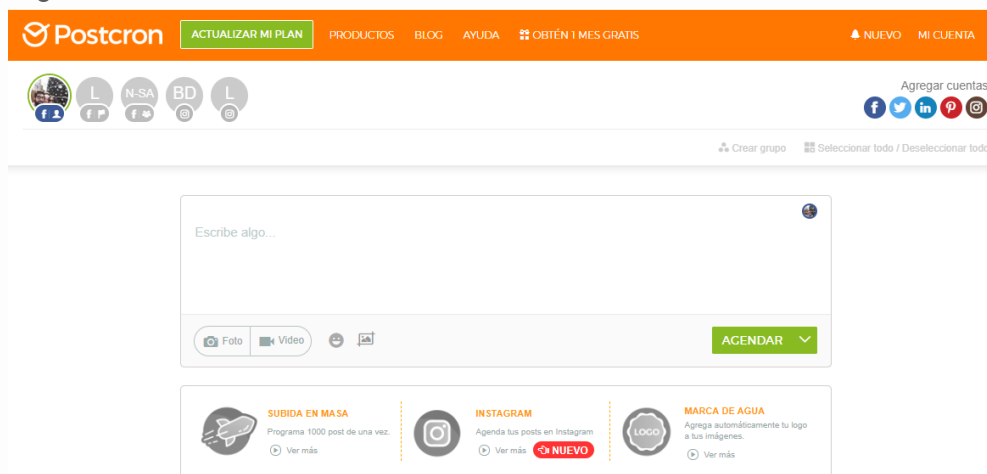 Postcron ACTUALIZAR MI PLAN PRODUCTOS BLOG AYUDA OBTÉN 1 MES GRATIS NUEVO MI CUENTA
L N-SA BD L
Agregar cuentas
Crear grupo Seleccionar todo / Deseleccionar todo
Escribe algo...
Foto Video AGENDAR
SUBIDA EN MASA
Programa 1000 post de una vez.
Ver más
INSTAGRAM
Agenda tus posts en Instagram
Ver más NUEVO
LOGO
MARCA DE AGUA
Agrega automáticamente tu logo
a tus imágenes.
Ver más